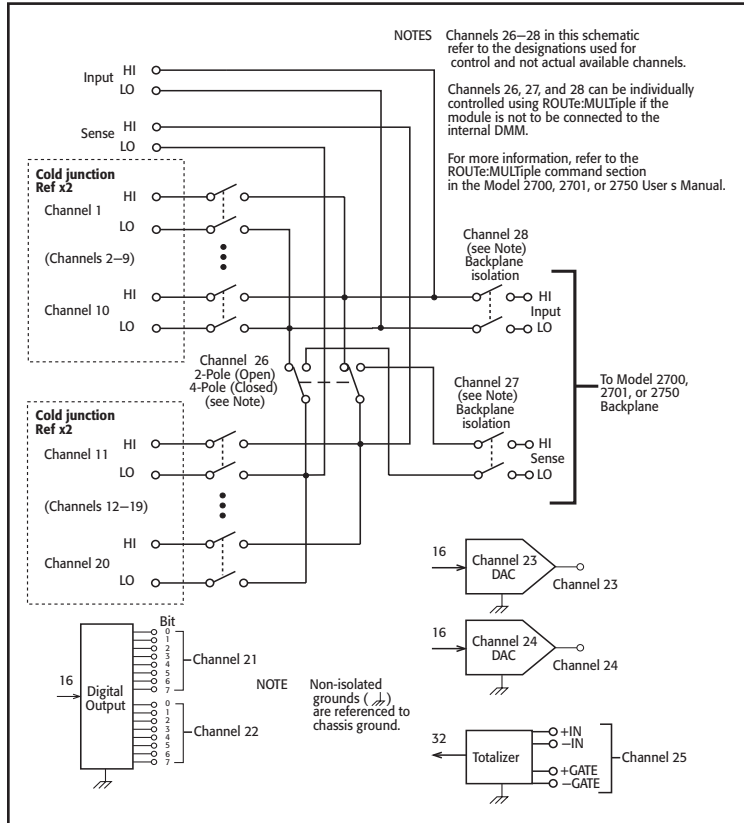 NOTES Channels 26–28 in this schematic
refer to the designations used for
control and not actual available channels.
Channels 26, 27, and 28 can be individually
controlled using ROUTe:MULTiple if the
module is not to be connected to the
internal DMM.
For more information, refer to the
ROUTe:MULTiple command section
in the Model 2700, 2701, or 2750 User s Manual.
Input HI
LO
Sense HI
LO
Cold junction
Ref x2
Channel 1
HI
LO
(Channels 2–9)
Channel 10
HI
LO
Channel 28
(see Note)
Backplane
isolation
HI
Input
LO
Channel 26
2-Pole (Open)
4-Pole (Closed)
(see Note)
Channel 27
(see Note)
Backplane
isolation
HI
Sense
LO
To Model 2700,
2701, or 2750
Backplane
Cold junction
Ref x2
Channel 11
HI
LO
(Channels 12–19)
Channel 20
HI
LO
16
Channel 23
DAC
Channel 23
16
Channel 24
DAC
Channel 24
Bit
16
Digital
Output
0
1
2
3
4
5
6
7
Channel 21
0
1
2
3
4
5
6
7
Channel 22
NOTE Non-isolated
grounds ( )
are referenced to
chassis ground.
32
Totalizer
+IN
–IN
+GATE
–GATE
Channel 25